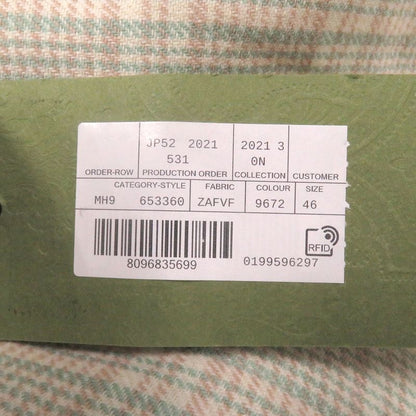 JP52 2021 2021 3
531 0N
ORDER-ROW PRODUCTION ORDER COLLECTION CUSTOMER
CATEGORY-STYLE FABRIC COLOUR SIZE
MH9 653360 ZAFVF 9672 46
RFID
8096835699 0199596297